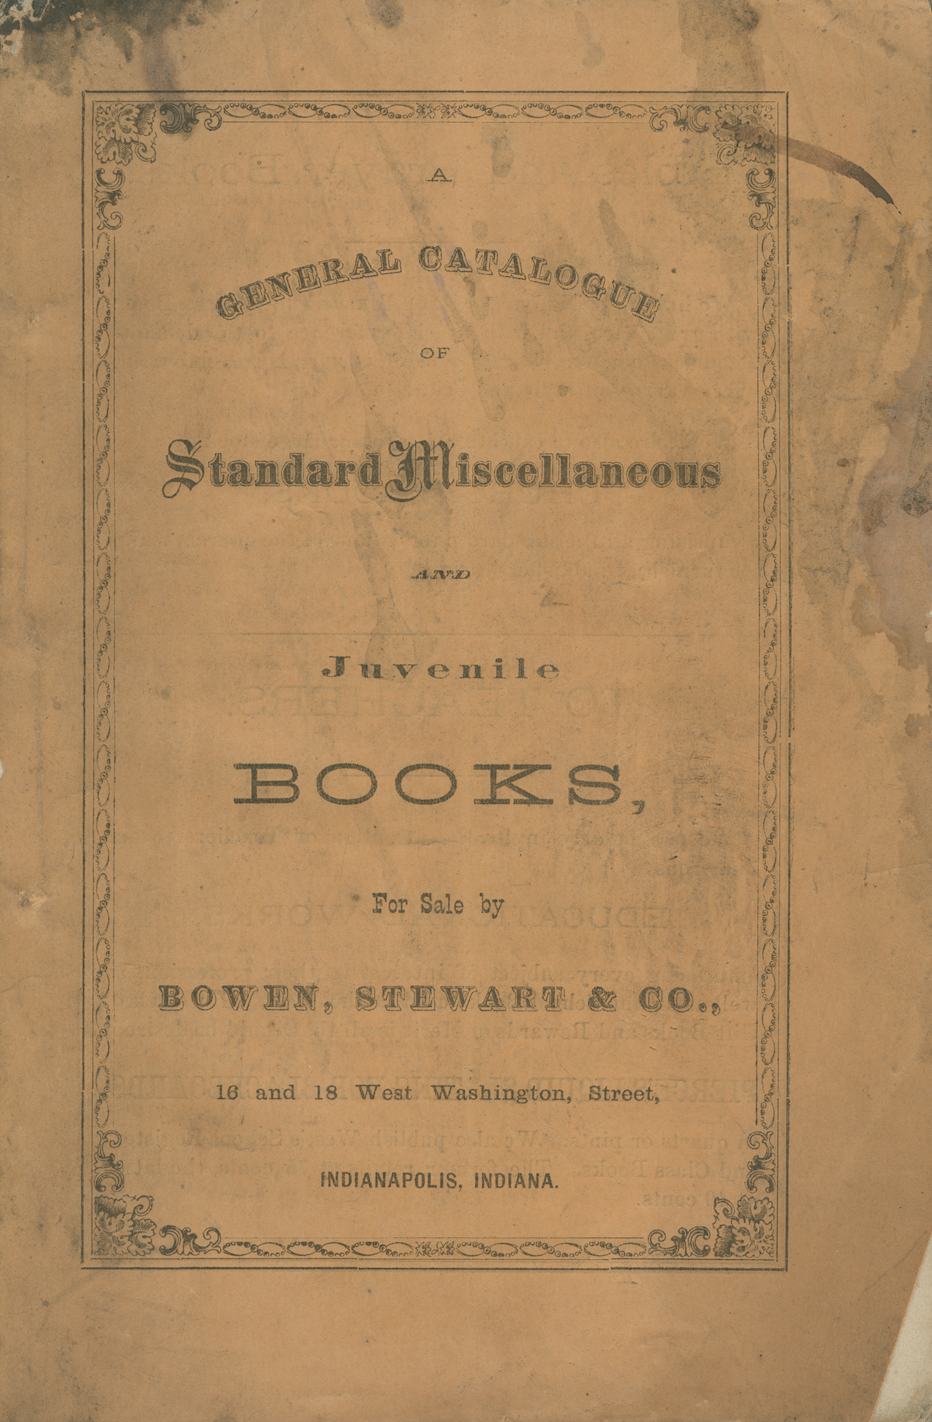 A
GENERAL CATALOGUE
OF
Standard Miscellaneous
AND
Juvenile
BOOKS,
For Sale by
BOWEN, STEWART & CO.,
16 and 18 West Washington, Street,
INDIANAPOLIS, INDIANA.